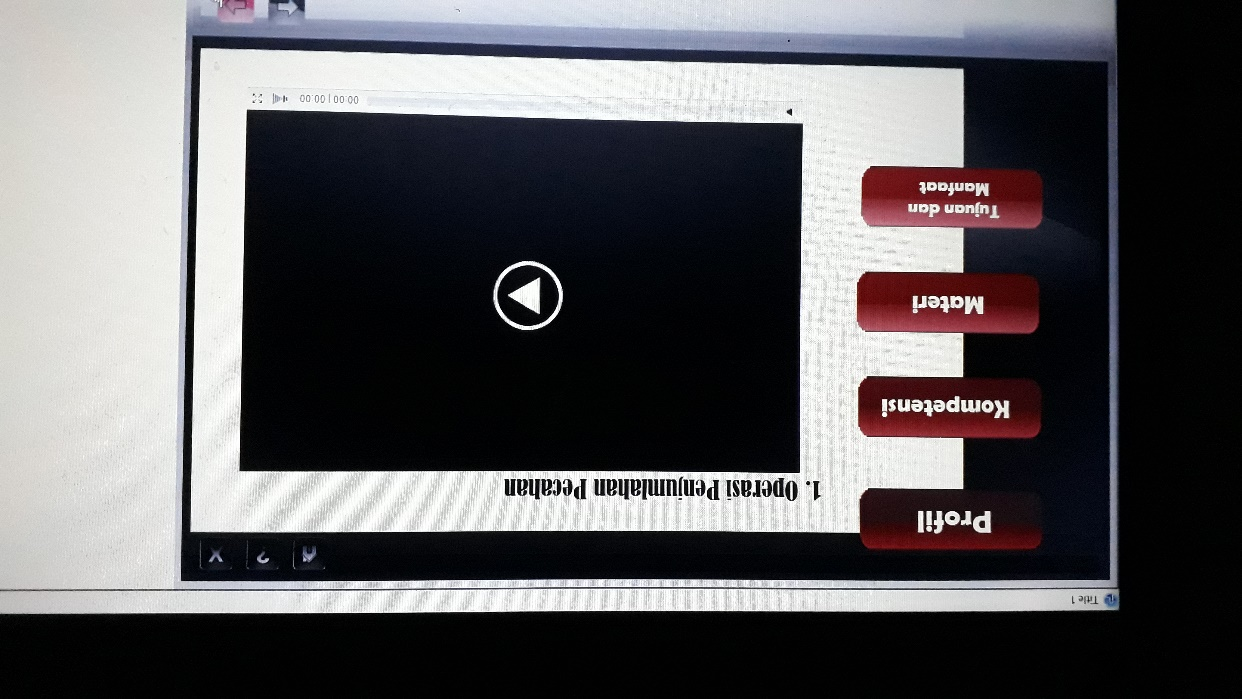 Title 1
?
X
Profil
Kompetensi
Materi
Tujuan dan
Manfaat
1. Operasi Penjumlahan Pecahan
00:00 | 00:00